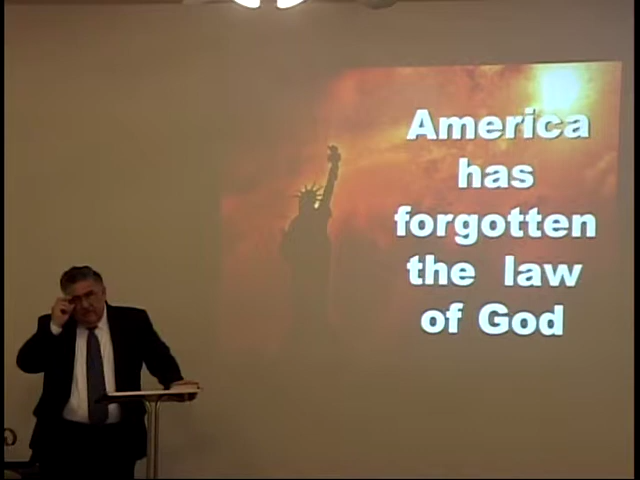 America
has
forgotten
the law
of God